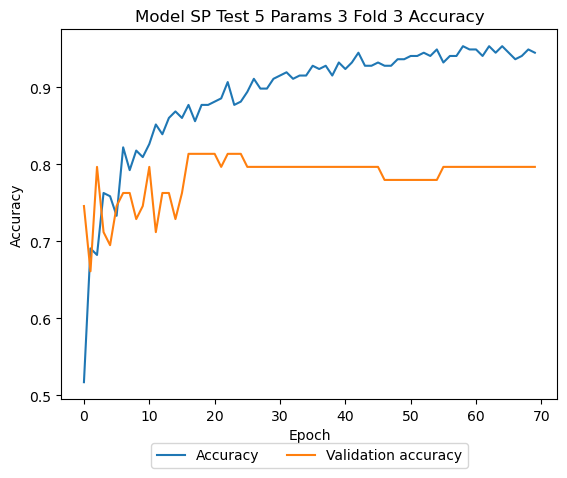 Model SP Test 5 Params 3 Fold 3 Accuracy
Accuracy
0.9
0.8
0.7
0.6
0.5
0 10 20 30 40 50 60 70
Epoch
Accuracy Validation accuracy